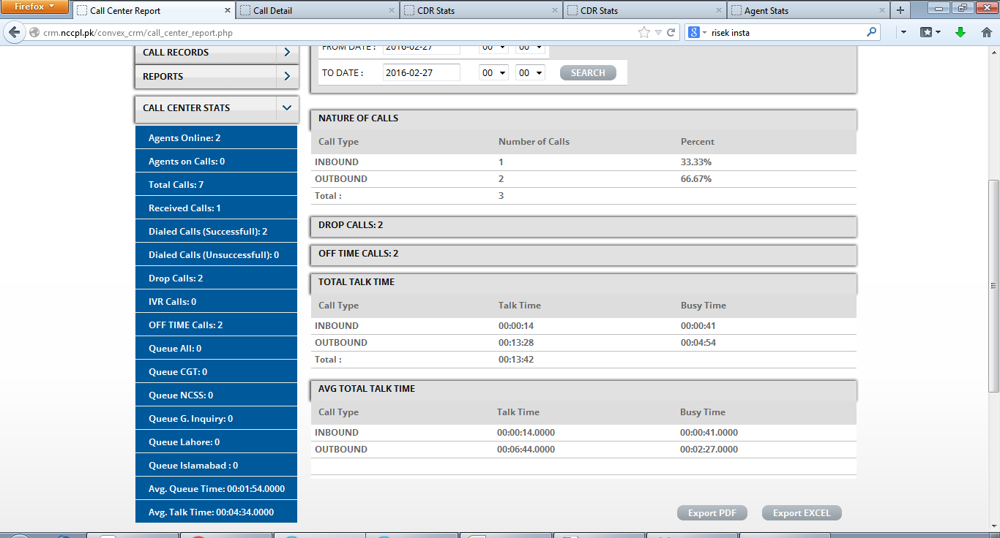 Firefox
Call Center Report
Call Detail
CDR Stats
CDR Stats
Agent Stats
crm.nccpl.pk/convex_crm/call_center_report.php
risek insta
CALL RECORDS
REPORTS
CALL CENTER STATS
Agents Online: 2
Agents on Calls: 0
Total Calls: 7
Received Calls: 1
Dialed Calls (Successfull): 2
Dialed Calls (Unsuccessfull): 0
Drop Calls: 2
IVR Calls: 0
OFF TIME Calls: 2
Queue All: 0
Queue CGT: 0
Queue NCSS: 0
Queue G. Inquiry: 0
Queue Lahore: 0
Queue Islamabad : 0
Avg. Queue Time: 00:01:54.0000
Avg. Talk Time: 00:04:34.0000
FROM DATE : 2016-02-27 00 00
TO DATE : 2016-02-27 00 00 SEARCH
NATURE OF CALLS
Call Type Number of Calls Percent
INBOUND 1 33.33%
OUTBOUND 2 66.67%
Total : 3
DROP CALLS: 2
OFF TIME CALLS: 2
TOTAL TALK TIME
Call Type Talk Time Busy Time
INBOUND 00:00:14 00:00:41
OUTBOUND 00:13:28 00:04:54
Total : 00:13:42
AVG TOTAL TALK TIME
Call Type Talk Time Busy Time
INBOUND 00:00:14.0000 00:00:41.0000
OUTBOUND 00:06:44.0000 00:02:27.0000
Export PDF Export EXCEL